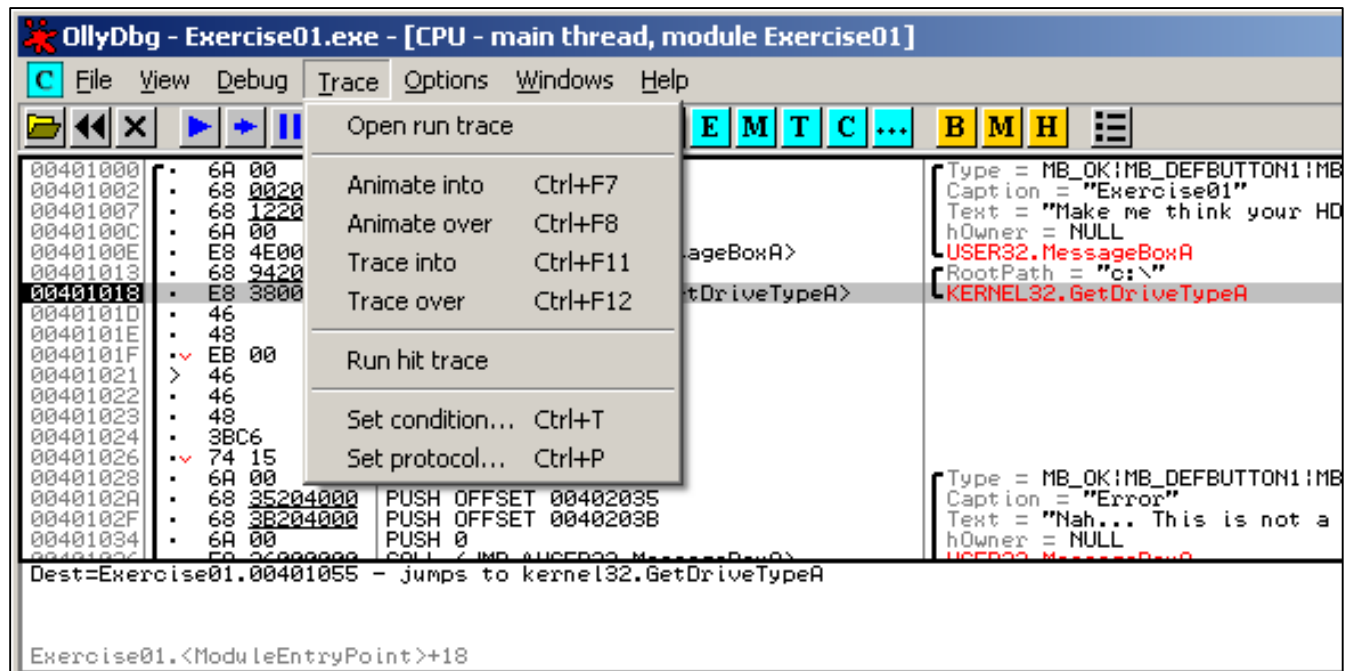 OllyDbg - Exercise01.exe - [CPU - main thread, module Exercise01]
C File View Debug Trace Options Windows Help
E M T C ... B M H
Open run trace
Animate into Ctrl+F7
Animate over Ctrl+F8
Trace into Ctrl+F11
Trace over Ctrl+F12
Run hit trace
Set condition... Ctrl+T
Set protocol... Ctrl+P
00401000 6A 00 Type = MB_OK|MB_DEFBUTTON1|MB
00401002 68 0020 Caption = "Exercise01"
00401007 68 1220 Text = "Make me think your HD
0040100C 6A 00 hOwner = NULL
0040100E E8 4E00 ageBoxA> USER32.MessageBoxA
00401013 68 9420 RootPath = "c:\"
00401018 E8 3800 tDriveTypeA> KERNEL32.GetDriveTypeA
0040101D 46
0040101E 48
0040101F EB 00
00401021 > 46
00401022 46
00401023 48
00401024 3BC6
00401026 74 15
00401028 6A 00 Type = MB_OK|MB_DEFBUTTON1|MB
0040102A 68 35204000 PUSH OFFSET 00402035 Caption = "Error"
0040102F 68 3B204000 PUSH OFFSET 0040203B Text = "Nah... This is not a
00401034 6A 00 PUSH 0 hOwner = NULL
Dest=Exercise01.00401055 - jumps to kernel32.GetDriveTypeA
Exercise01.<ModuleEntryPoint>+18